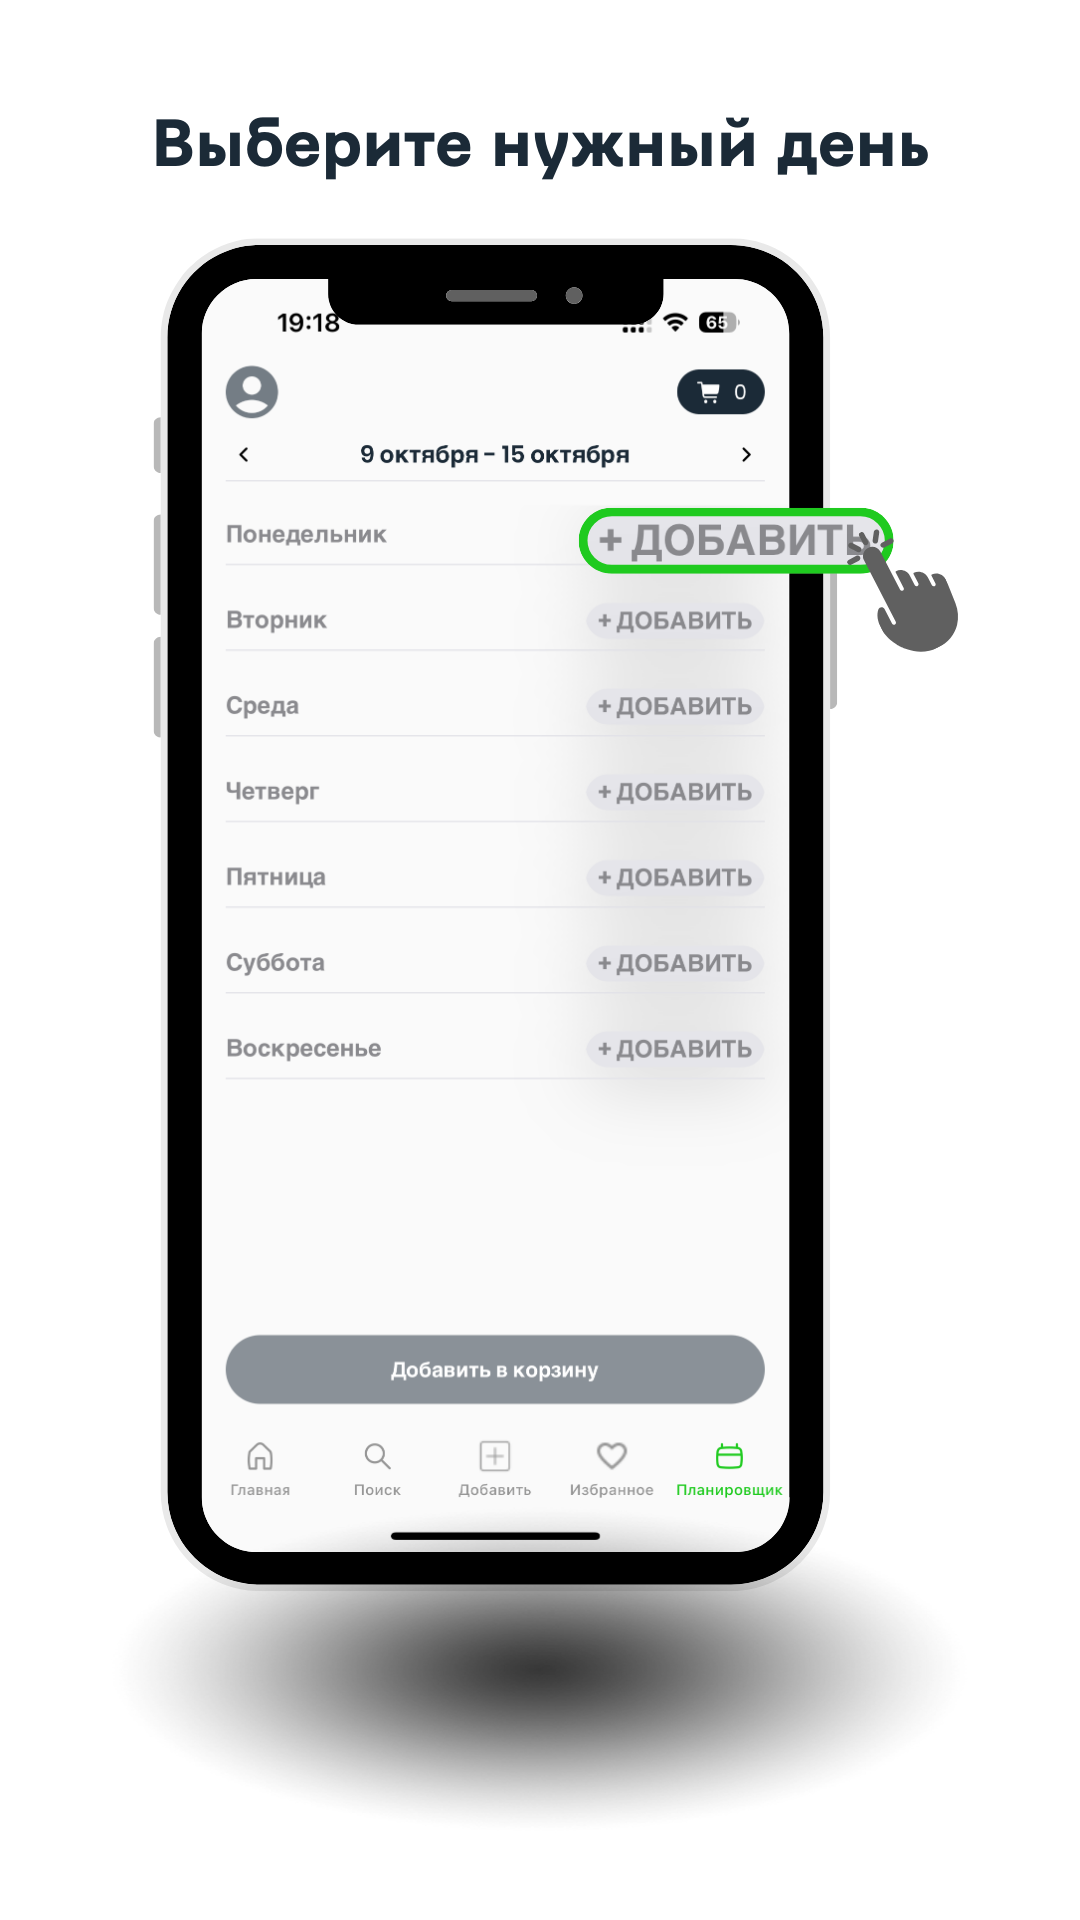 Выберите нужный день
19:18
65
0
9 октября – 15 октября
Понедельник
+ ДОБАВИТЬ
Вторник
+ ДОБАВИТЬ
Среда
+ ДОБАВИТЬ
Четверг
+ ДОБАВИТЬ
Пятница
+ ДОБАВИТЬ
Суббота
+ ДОБАВИТЬ
Воскресенье
+ ДОБАВИТЬ
Добавить в корзину
Главная
Поиск
Добавить
Избранное
Планировщик